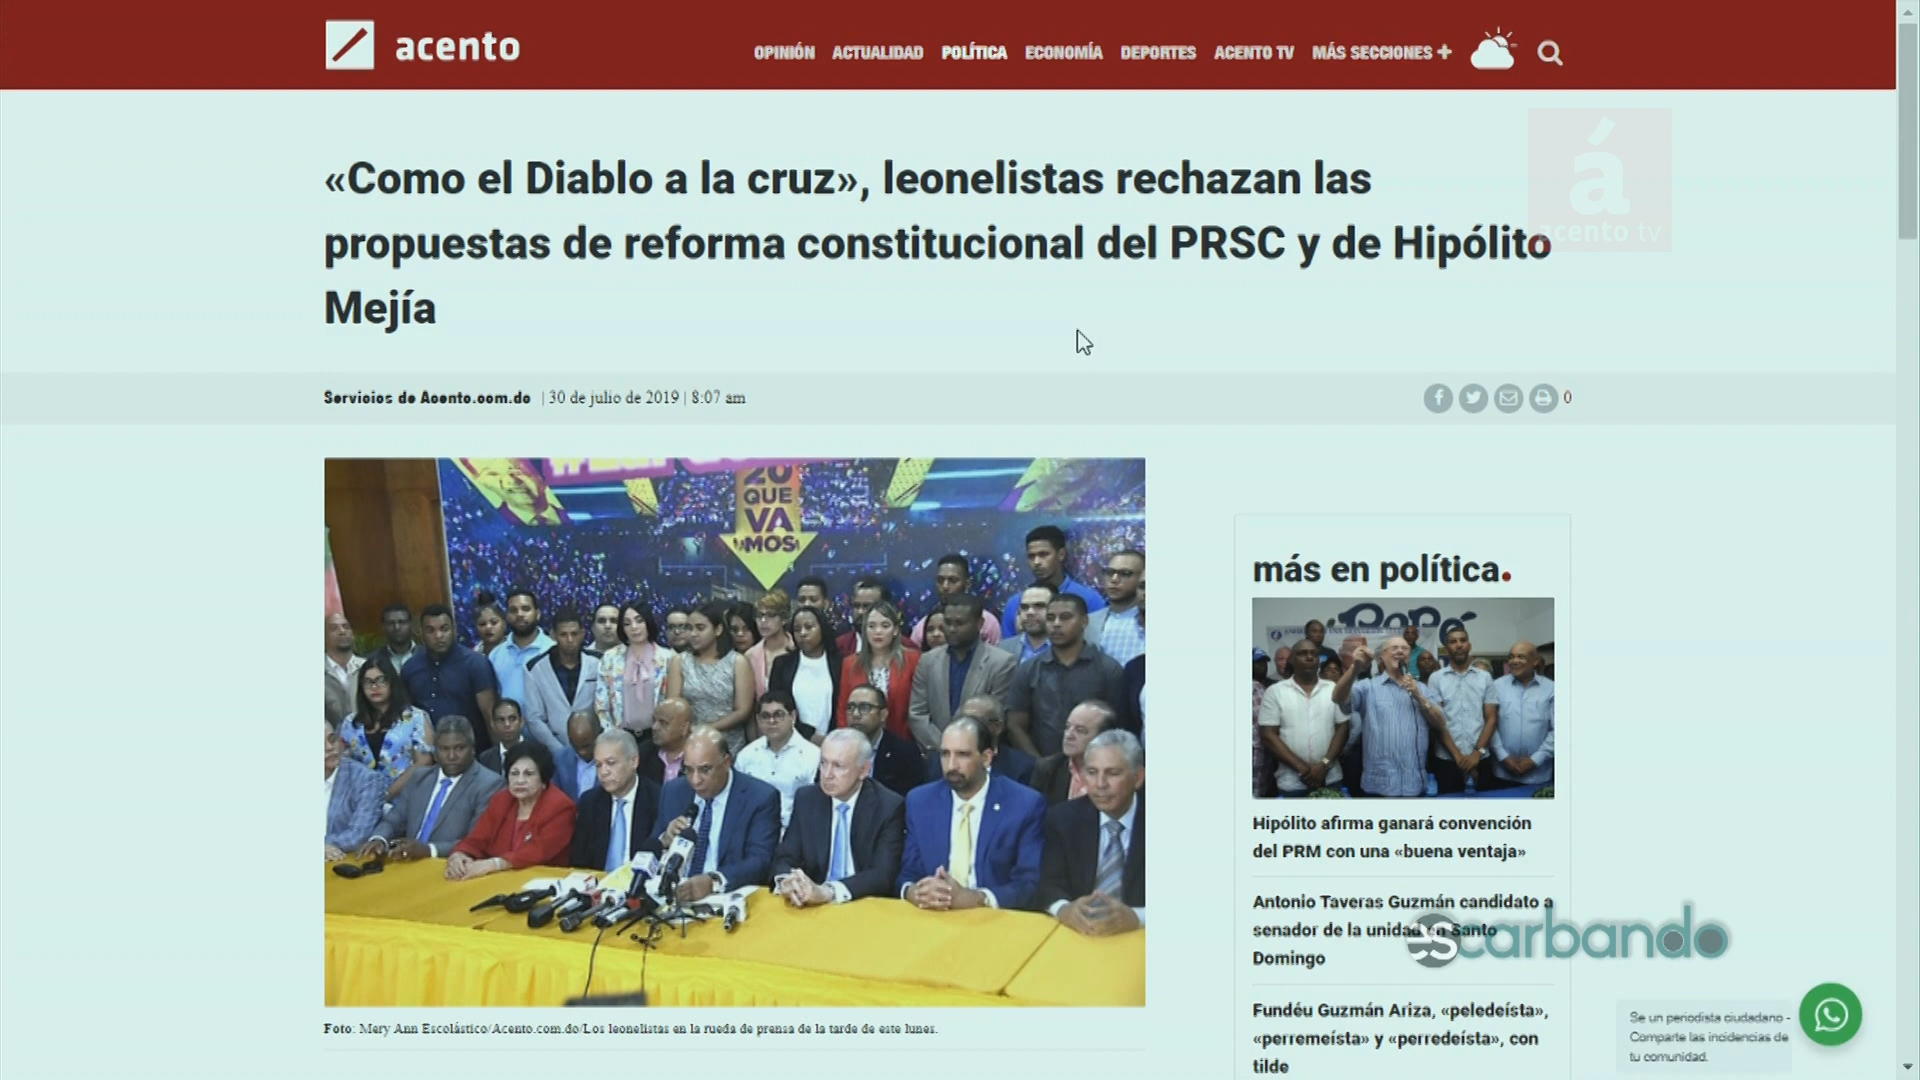 acento
OPINIÓN ACTUALIDAD POLÍTICA ECONOMÍA DEPORTES ACENTO TV MÁS SECCIONES +
á
acento tv
«Como el Diablo a la cruz», leonelistas rechazan las
propuestas de reforma constitucional del PRSC y de Hipólito
Mejía
Servicios de Acento.com.do | 30 de julio de 2019 | 8:07 am
0
20
QUE
VA
MOS
más en política.
Hipólito afirma ganará convención
del PRM con una «buena ventaja»
Antonio Taveras Guzmán candidato a
senador de la unidad en Santo
Domingo
escarbando
Fundéu Guzmán Ariza, «peledeísta»,
«perremeísta» y «perredeísta», con
tilde
Foto: Mery Ann Escolástico/Acento.com.do/Los leonelistas en la rueda de prensa de la tarde de este lunes.
Se un periodista ciudadano -
Comparte las incidencias de
tu comunidad.